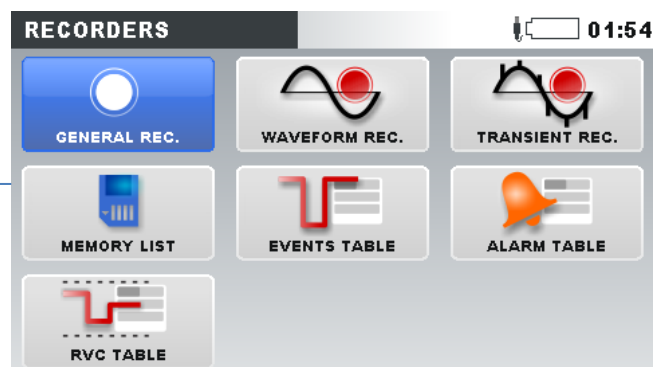 RECORDERS 01:54
GENERAL REC. WAVEFORM REC. TRANSIENT REC.
MEMORY LIST EVENTS TABLE ALARM TABLE
RVC TABLE